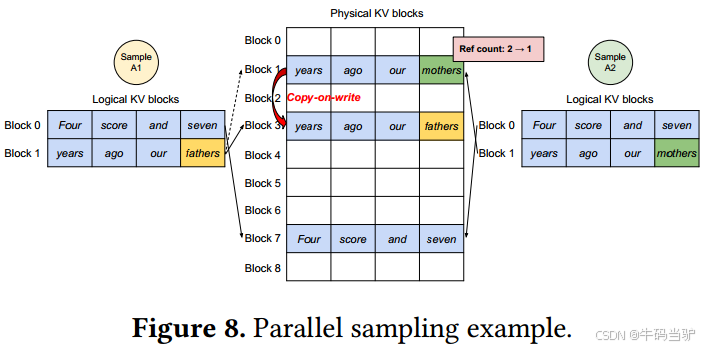 Physical KV blocks
Sample
A1
Logical KV blocks
Block 0 Four score and seven
Block 1 years ago our fathers
Block 0
Block 1 years ago our mothers
Block 2 Copy-on-write
Block 3 years ago our fathers
Block 4
Block 5
Block 6
Block 7 Four score and seven
Block 8
Ref count: 2 → 1
Sample
A2
Logical KV blocks
Block 0 Four score and seven
Block 1 years ago our mothers
Figure 8. Parallel sampling example.
CSDN @牛码当驴